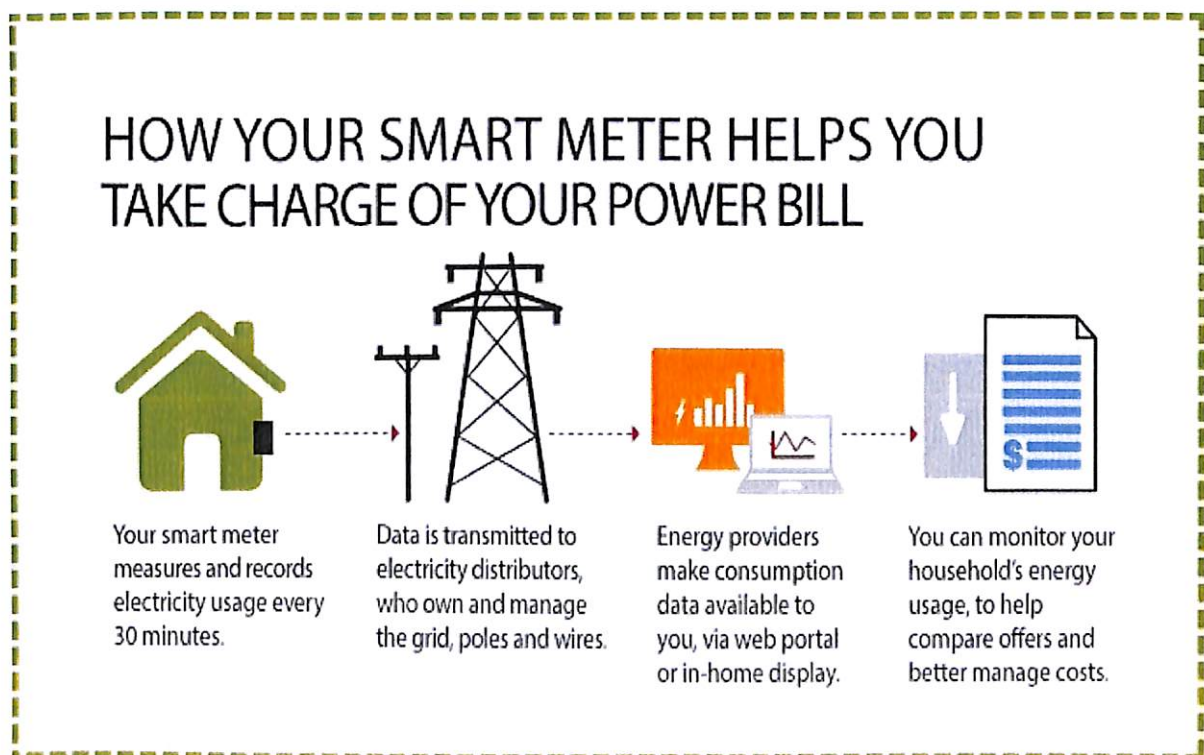 HOW YOUR SMART METER HELPS YOU
TAKE CHARGE OF YOUR POWER BILL
Your smart meter
measures and records
electricity usage every
30 minutes.
Data is transmitted to
electricity distributors,
who own and manage
the grid, poles and wires.
Energy providers
make consumption
data available to
you, via web portal
or in-home display.
$
You can monitor your
household's energy
usage, to help
compare offers and
better manage costs.